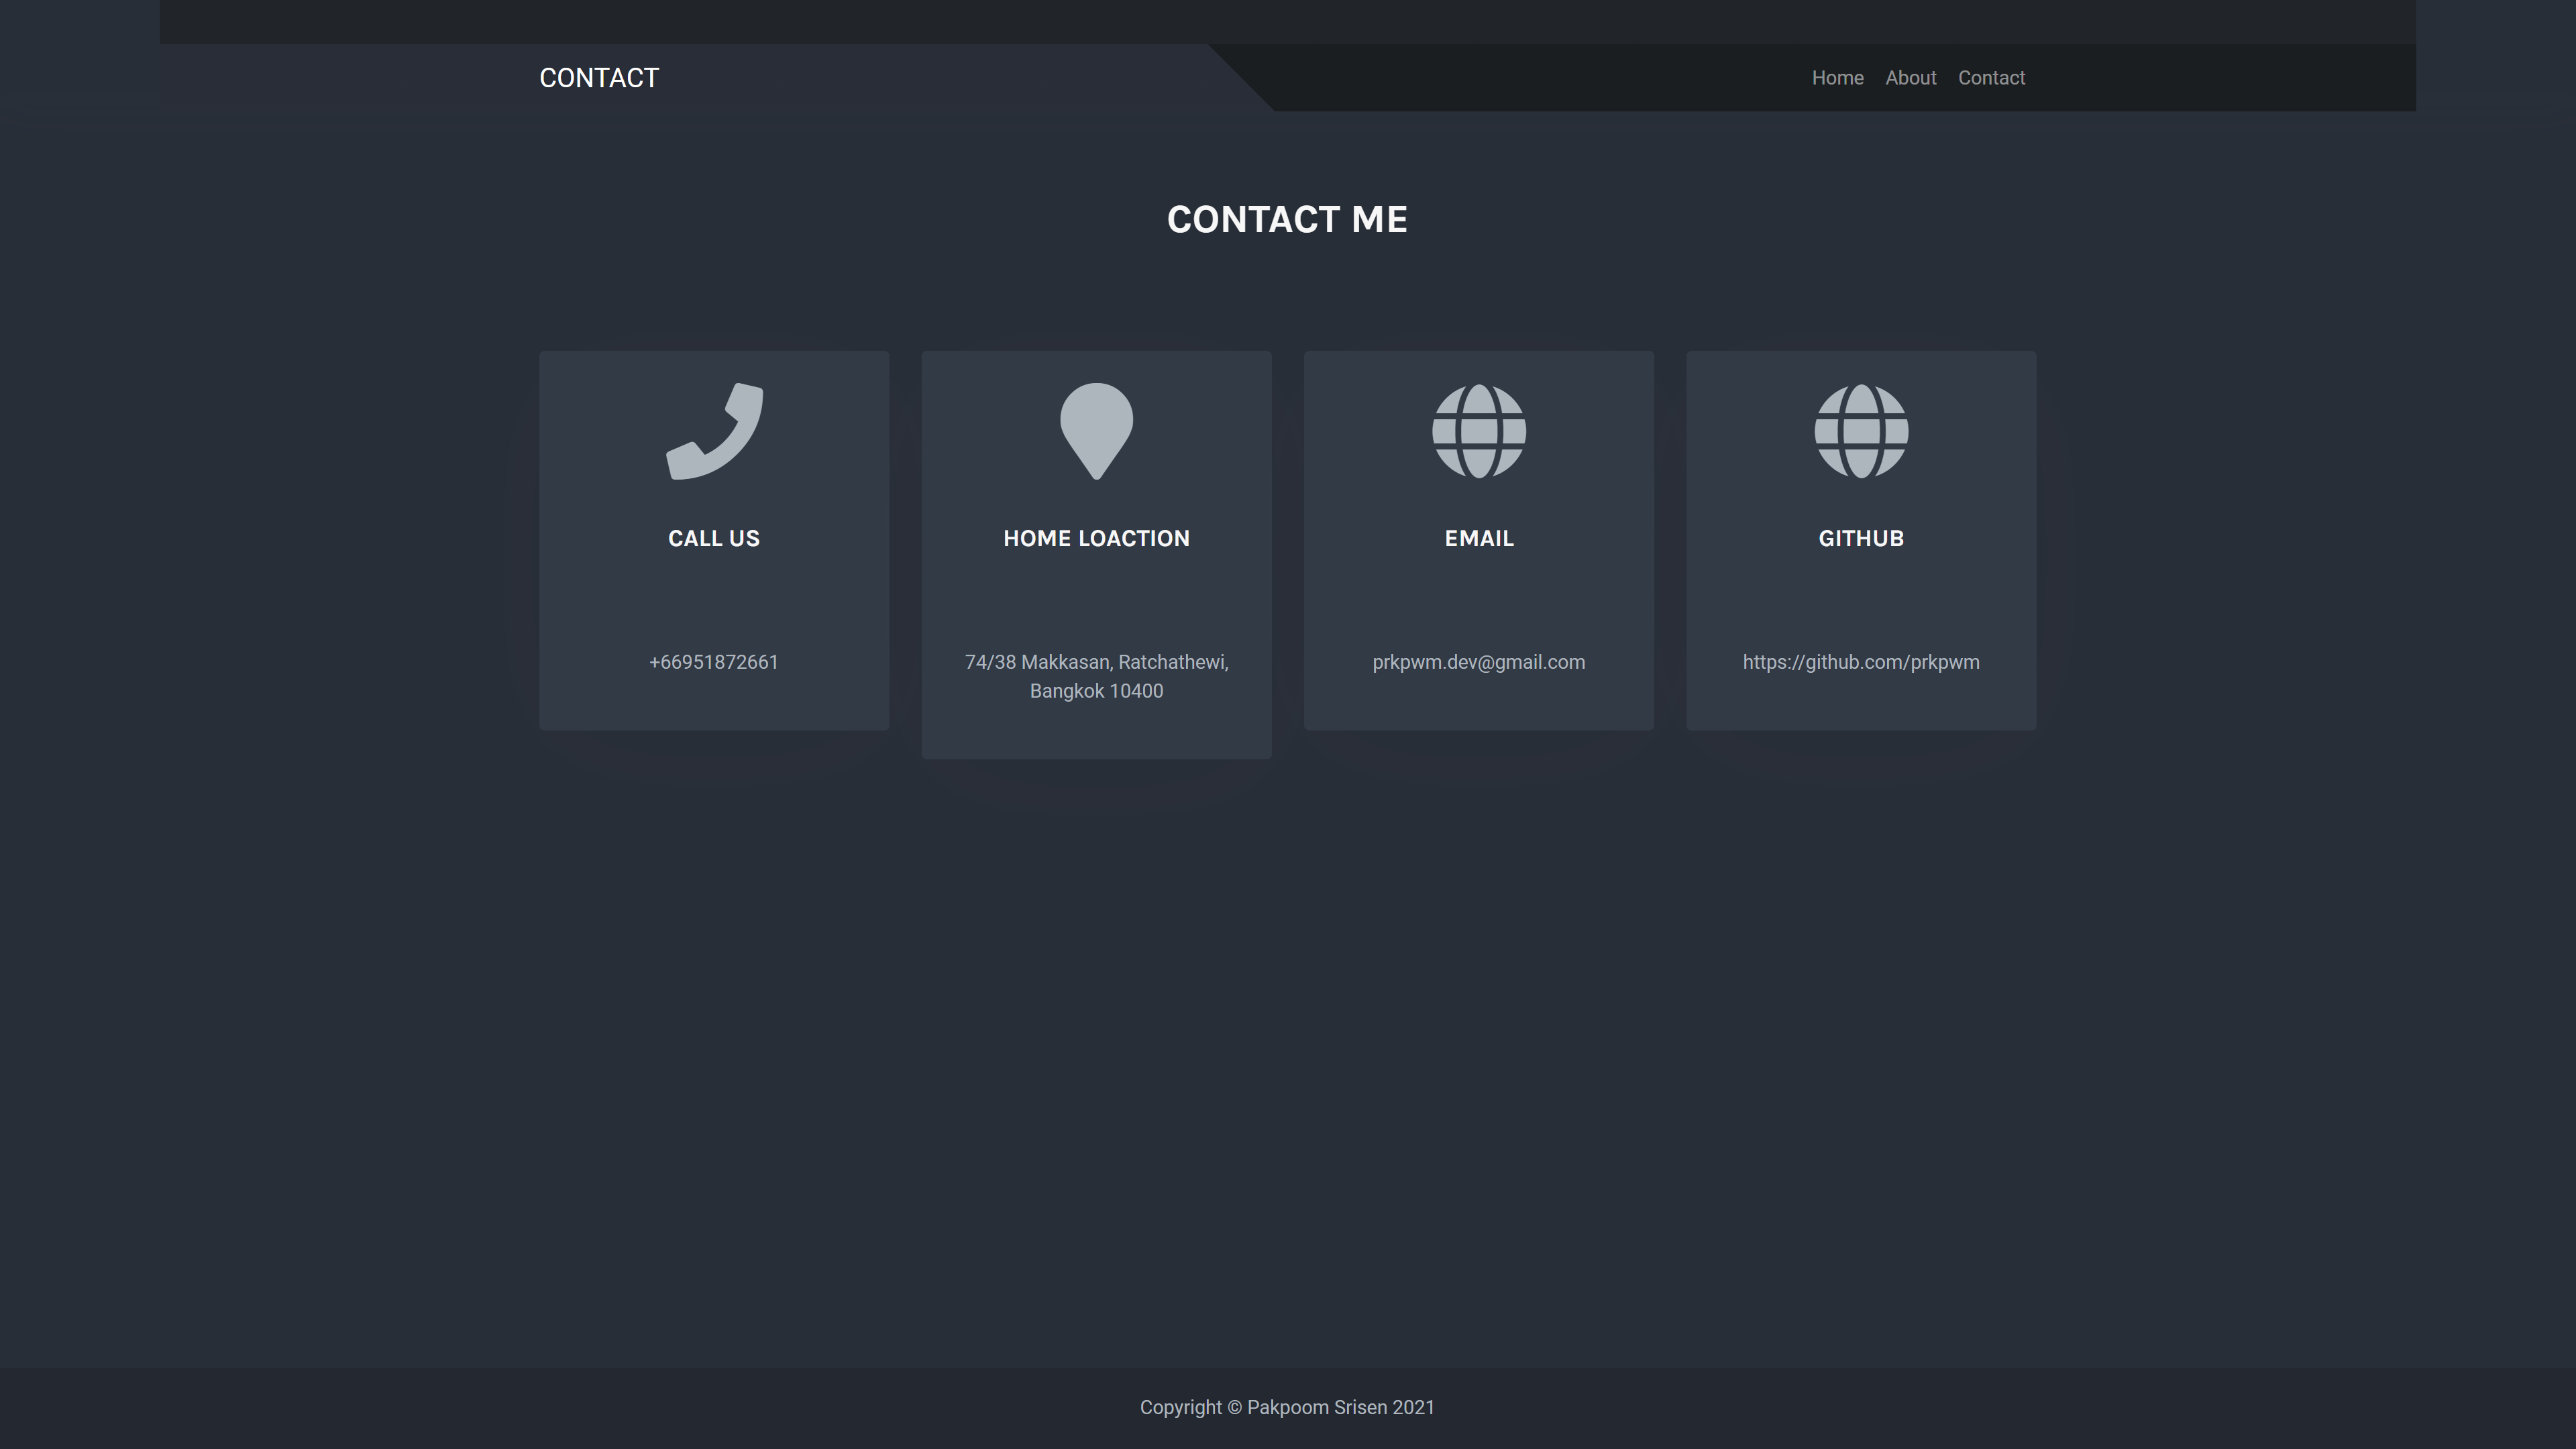 CONTACT
Home About Contact
CONTACT ME
CALL US
+66951872661
HOME LOACTION
74/38 Makkasan, Ratchathewi,
Bangkok 10400
EMAIL
prkpwm.dev@gmail.com
GITHUB
https://github.com/prkpwm
Copyright © Pakpoom Srisen 2021